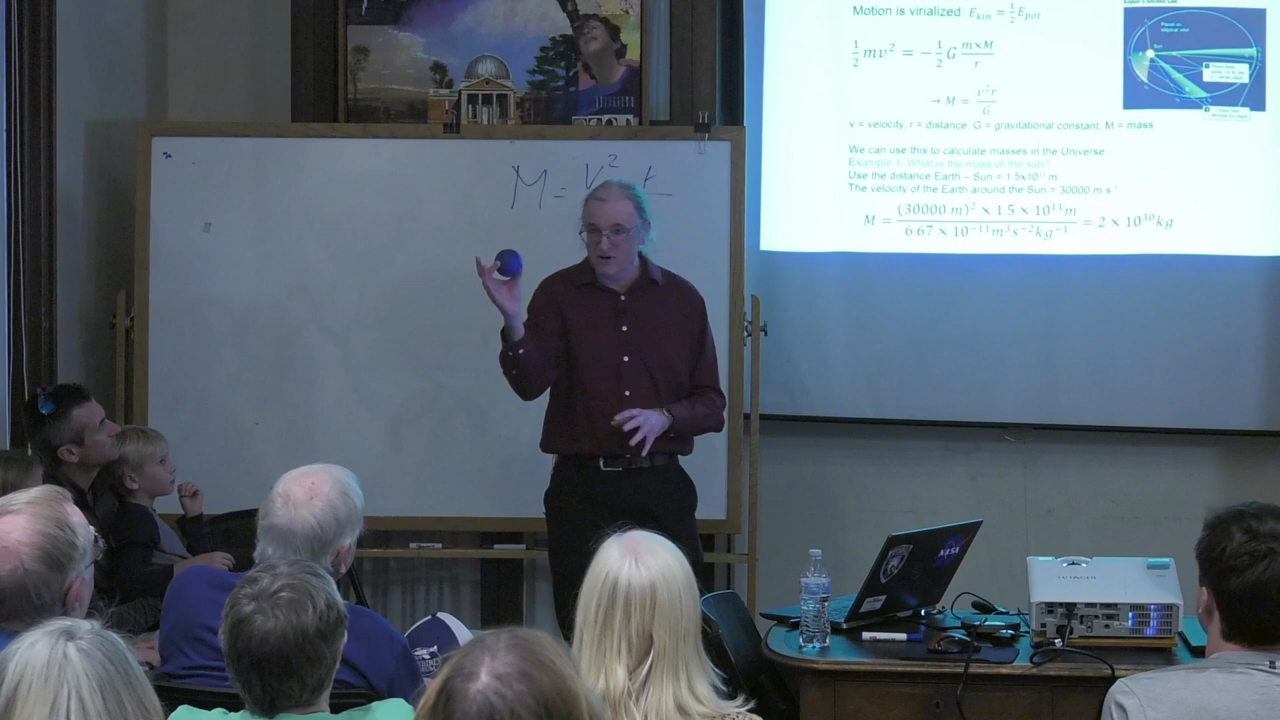 Motion is virialized: E_kin = 1/2 E_pot
1/2 mv² = − 1/2 G m×M / r
→ M = v²r / G
v = velocity, r = distance, G = gravitational constant, M = mass
We can use this to calculate masses in the Universe
Example 1: What is the mass of the sun?
Use the distance Earth – Sun = 1.5x10¹¹ m
The velocity of the Earth around the Sun = 30000 m s⁻¹
M = (30000 m)² × 1.5 × 10¹¹m / 6.67 × 10⁻¹¹m³s⁻²kg⁻¹ = 2 × 10³⁰kg
M = V² r
NASA
HITACHI